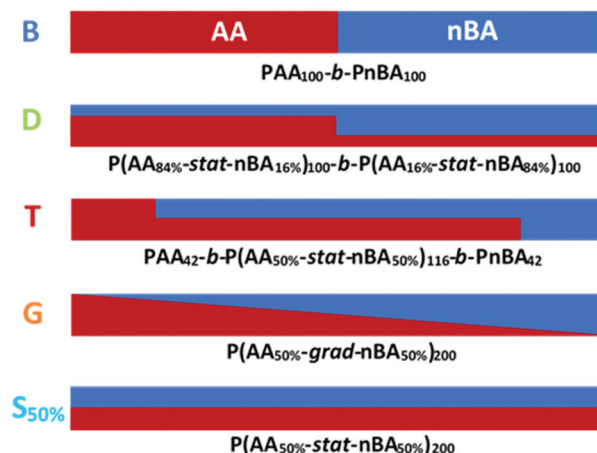 B AA nBA
PAA₁₀₀-b-PnBA₁₀₀
D
P(AA₈₄%-stat-nBA₁₆%)₁₀₀-b-P(AA₁₆%-stat-nBA₈₄%)₁₀₀
T
PAA₄₂-b-P(AA₅₀%-stat-nBA₅₀%)₁₁₆-b-PnBA₄₂
G
P(AA₅₀%-grad-nBA₅₀%)₂₀₀
S₅₀%
P(AA₅₀%-stat-nBA₅₀%)₂₀₀